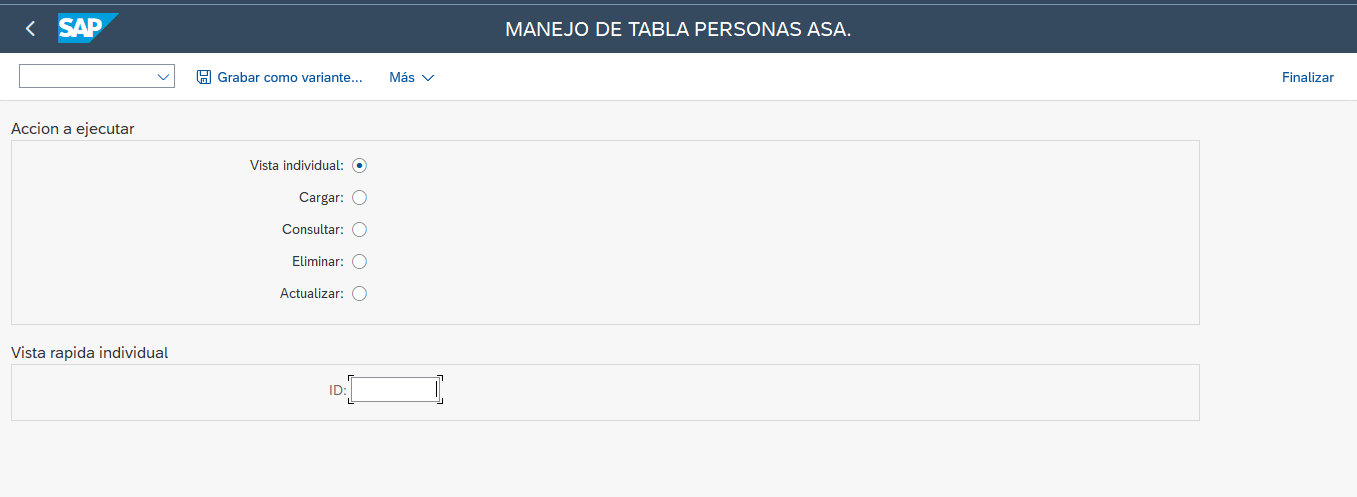 SAP MANEJO DE TABLA PERSONAS ASA.
Grabar como variante... Más Finalizar
Accion a ejecutar
Vista individual:
Cargar:
Consultar:
Eliminar:
Actualizar:
Vista rapida individual
ID: